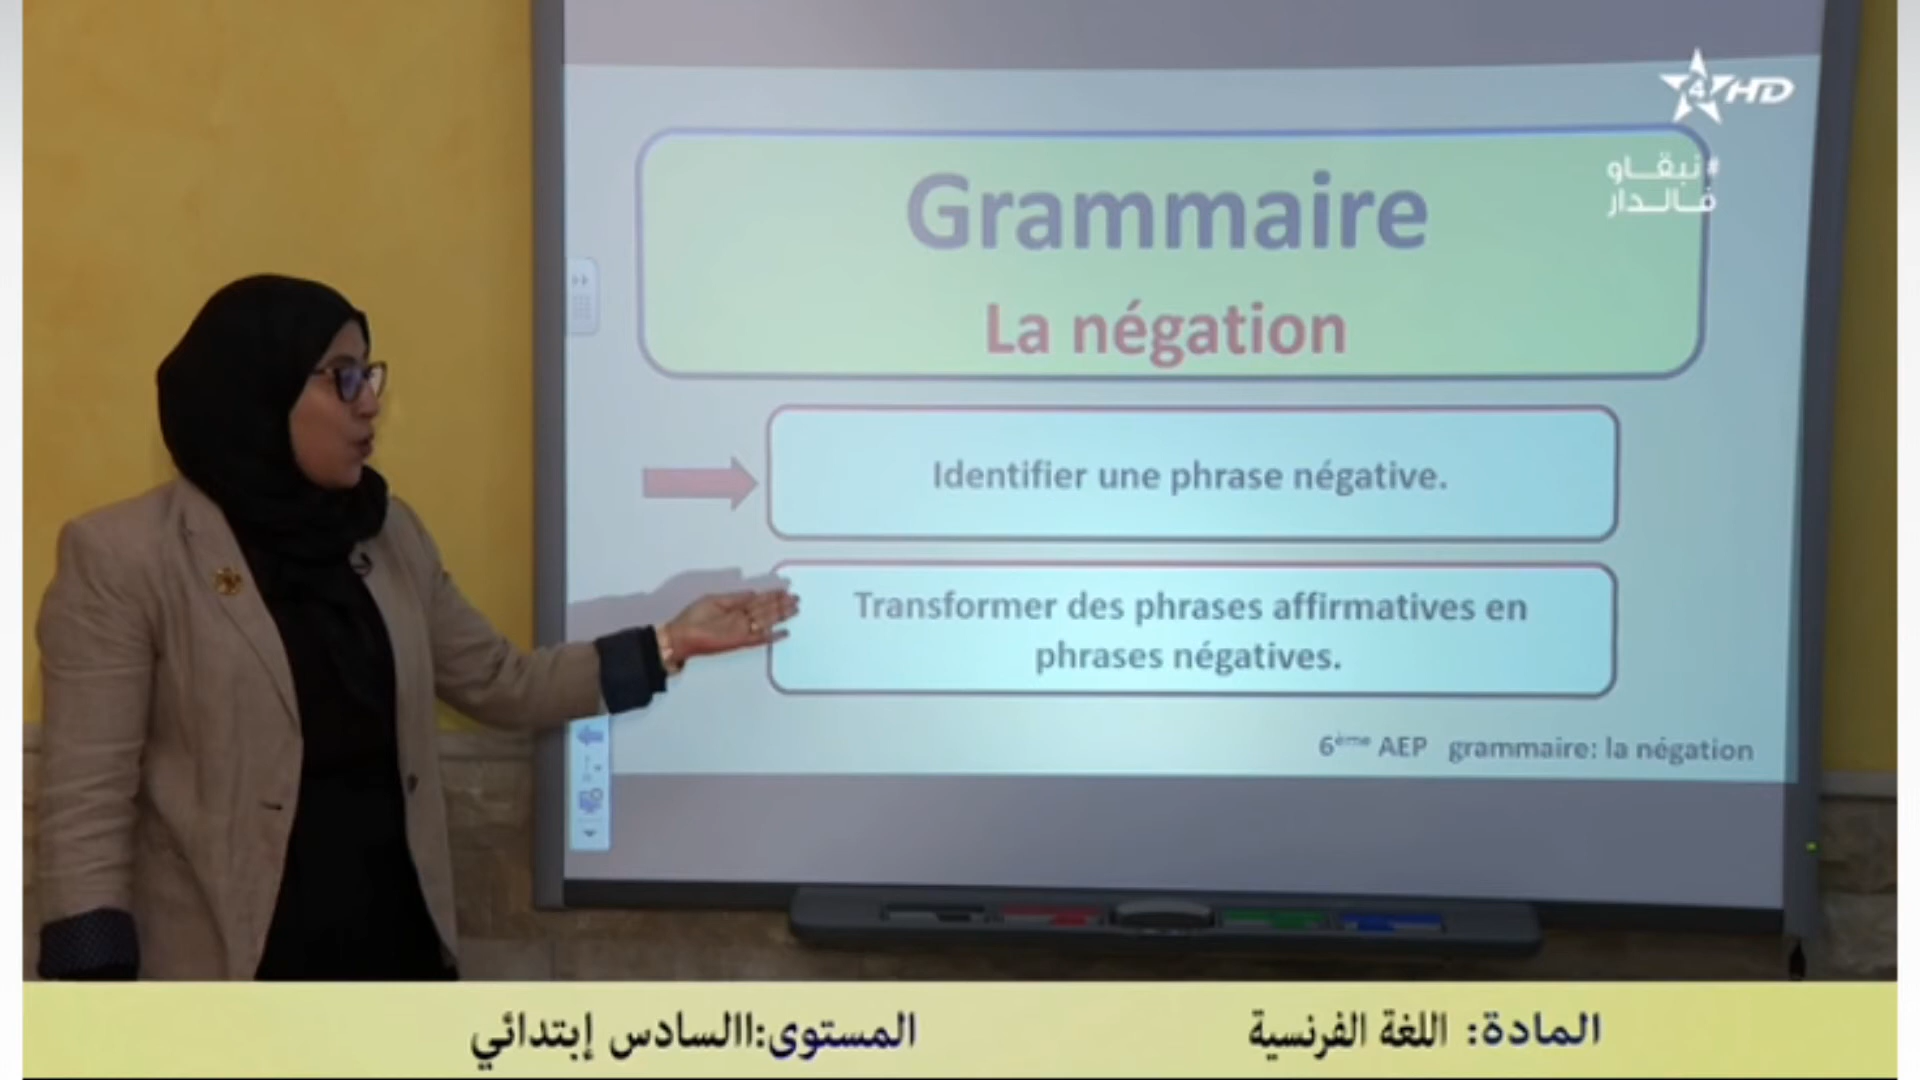 4 HD
#نبقاو
فالدار
Grammaire
La négation
Identifier une phrase négative.
Transformer des phrases affirmatives en
phrases négatives.
6ème AEP grammaire: la négation
المادة: اللغة الفرنسية
المستوى:االسادس إبتدائي